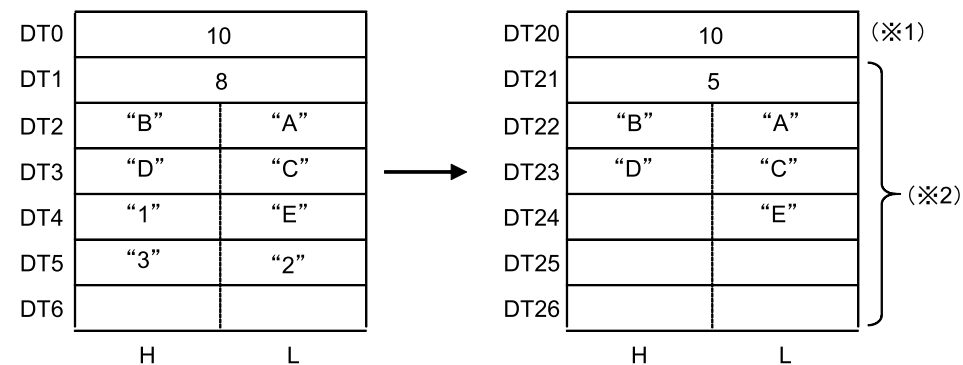 DT0 10 DT20 10 （※1）
DT1 8 DT21 5
DT2 “B” “A” DT22 “B” “A”
DT3 “D” “C” DT23 “D” “C”
（※2）
DT4 “1” “E” DT24 “E”
DT5 “3” “2” DT25
DT6 DT26
H L H L